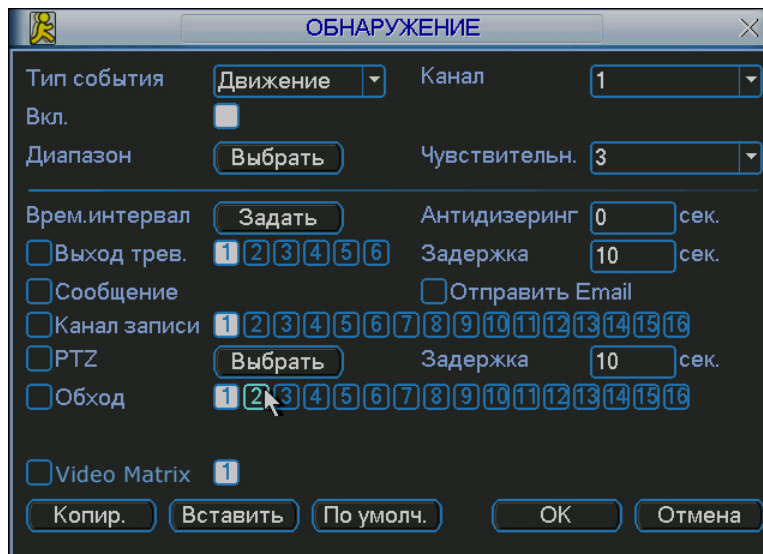 ОБНАРУЖЕНИЕ
Тип события Движение Канал 1
Вкл.
Диапазон Выбрать Чувствительн. 3
Врем.интервал Задать Антидизеринг 0 сек.
Выход трев. 1 2 3 4 5 6 Задержка 10 сек.
Сообщение Отправить Email
Канал записи 1 2 3 4 5 6 7 8 9 10 11 12 13 14 15 16
PTZ Выбрать Задержка 10 сек.
Обход 1 2 3 4 5 6 7 8 9 10 11 12 13 14 15 16
Video Matrix 1
Копир. Вставить По умолч. OK Отмена